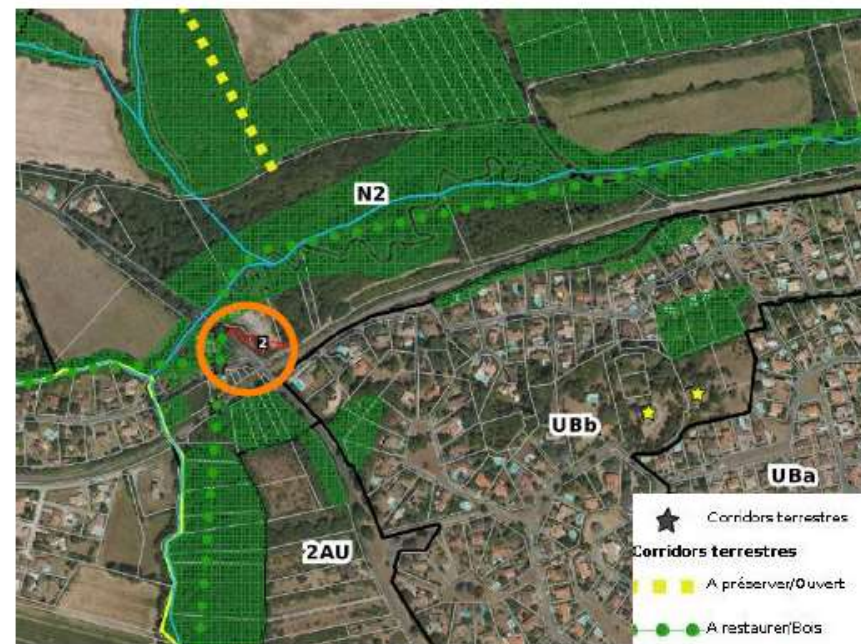 N2
2
UBb
UBa
2AU
Corridors terrestres
Corridors terrestres
A préserver/Ouvert
A restaurer/Bois